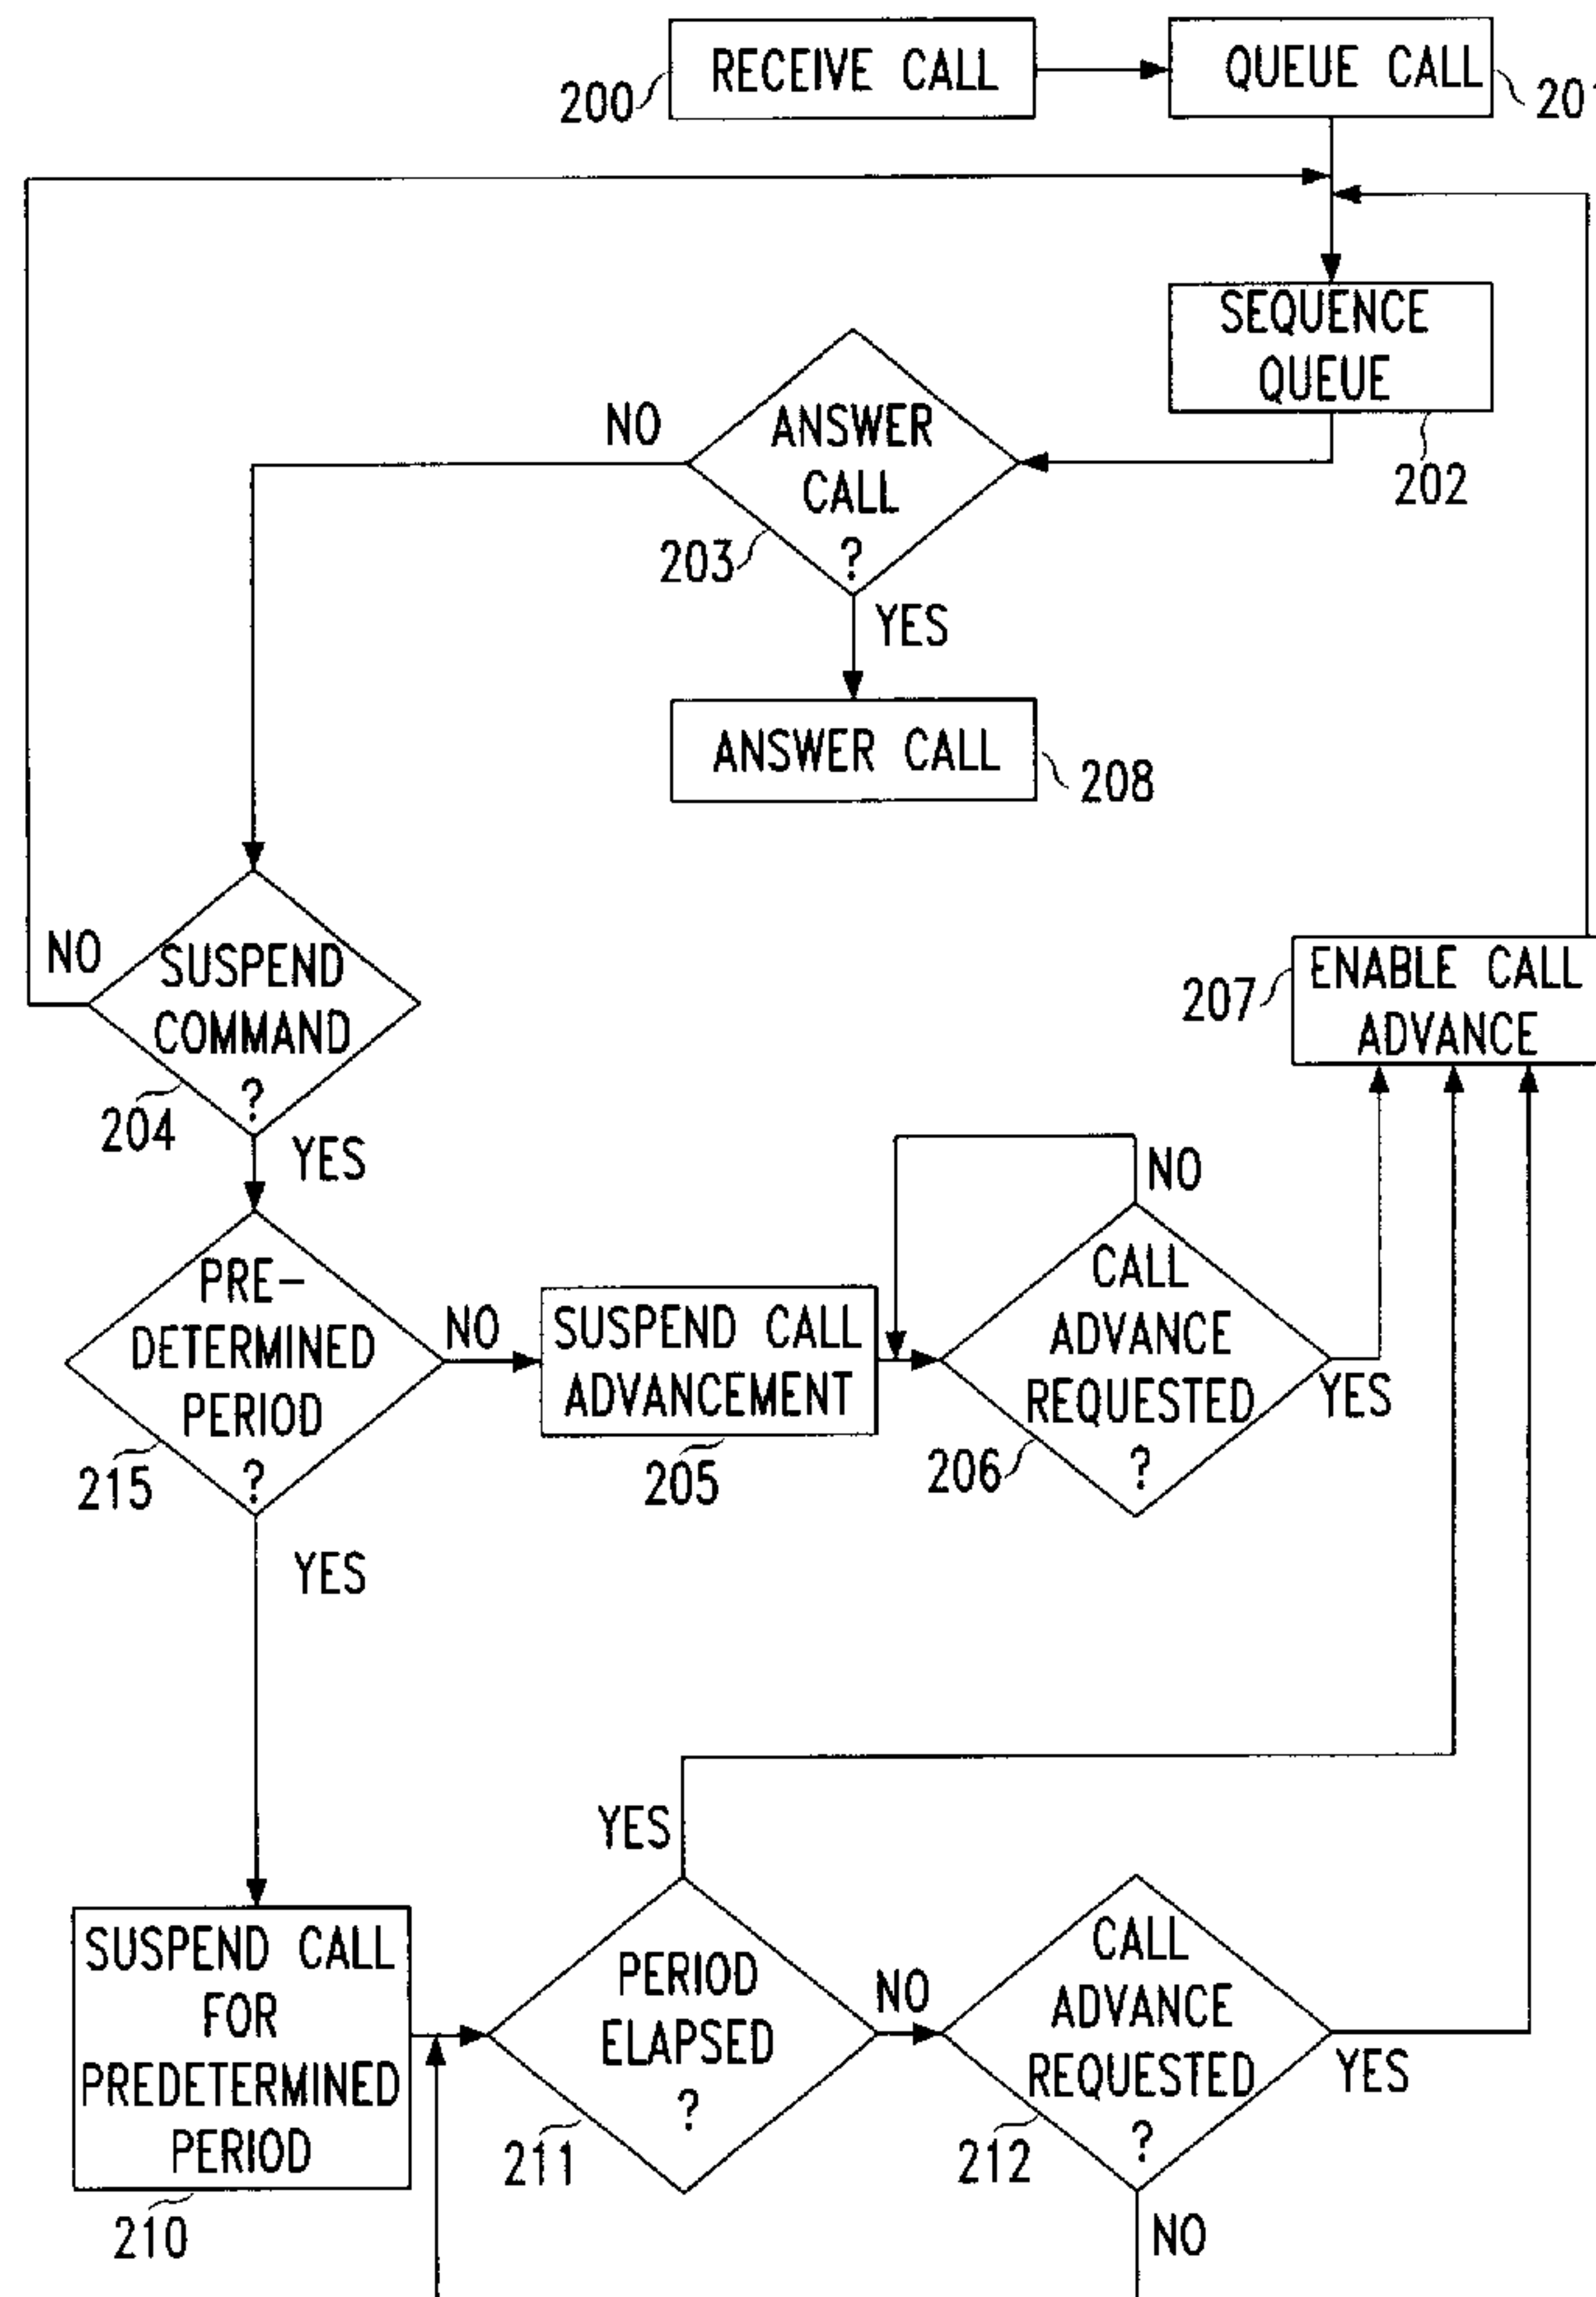 RECEIVE CALL
200
QUEUE CALL
201
SEQUENCE
QUEUE
202
NO
ANSWER
CALL
?
203
YES
ANSWER CALL
208
NO
SUSPEND
COMMAND
?
204
YES
207
ENABLE CALL
ADVANCE
PRE-
DETERMINED
PERIOD
?
215
NO
SUSPEND CALL
ADVANCEMENT
205
NO
CALL
ADVANCE
REQUESTED
?
206
YES
YES
SUSPEND CALL
FOR
PREDETERMINED
PERIOD
210
YES
PERIOD
ELAPSED
?
211
NO
CALL
ADVANCE
REQUESTED
?
212
YES
NO